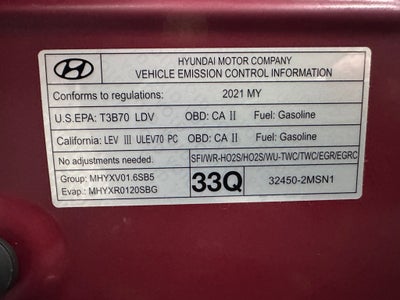 HYUNDAI MOTOR COMPANY
VEHICLE EMISSION CONTROL INFORMATION
Conforms to regulations: 2021 MY
U.S.EPA: T3B70 LDV OBD: CA II Fuel: Gasoline
California: LEV III ULEV70 PC OBD: CA II Fuel: Gasoline
No adjustments needed. SFI/WR-HO2S/HO2S/WU-TWC/TWC/EGR/EGRC
Group: MHYXV01.6SB5 33Q 32450-2MSN1
Evap.: MHYXR0120SBG